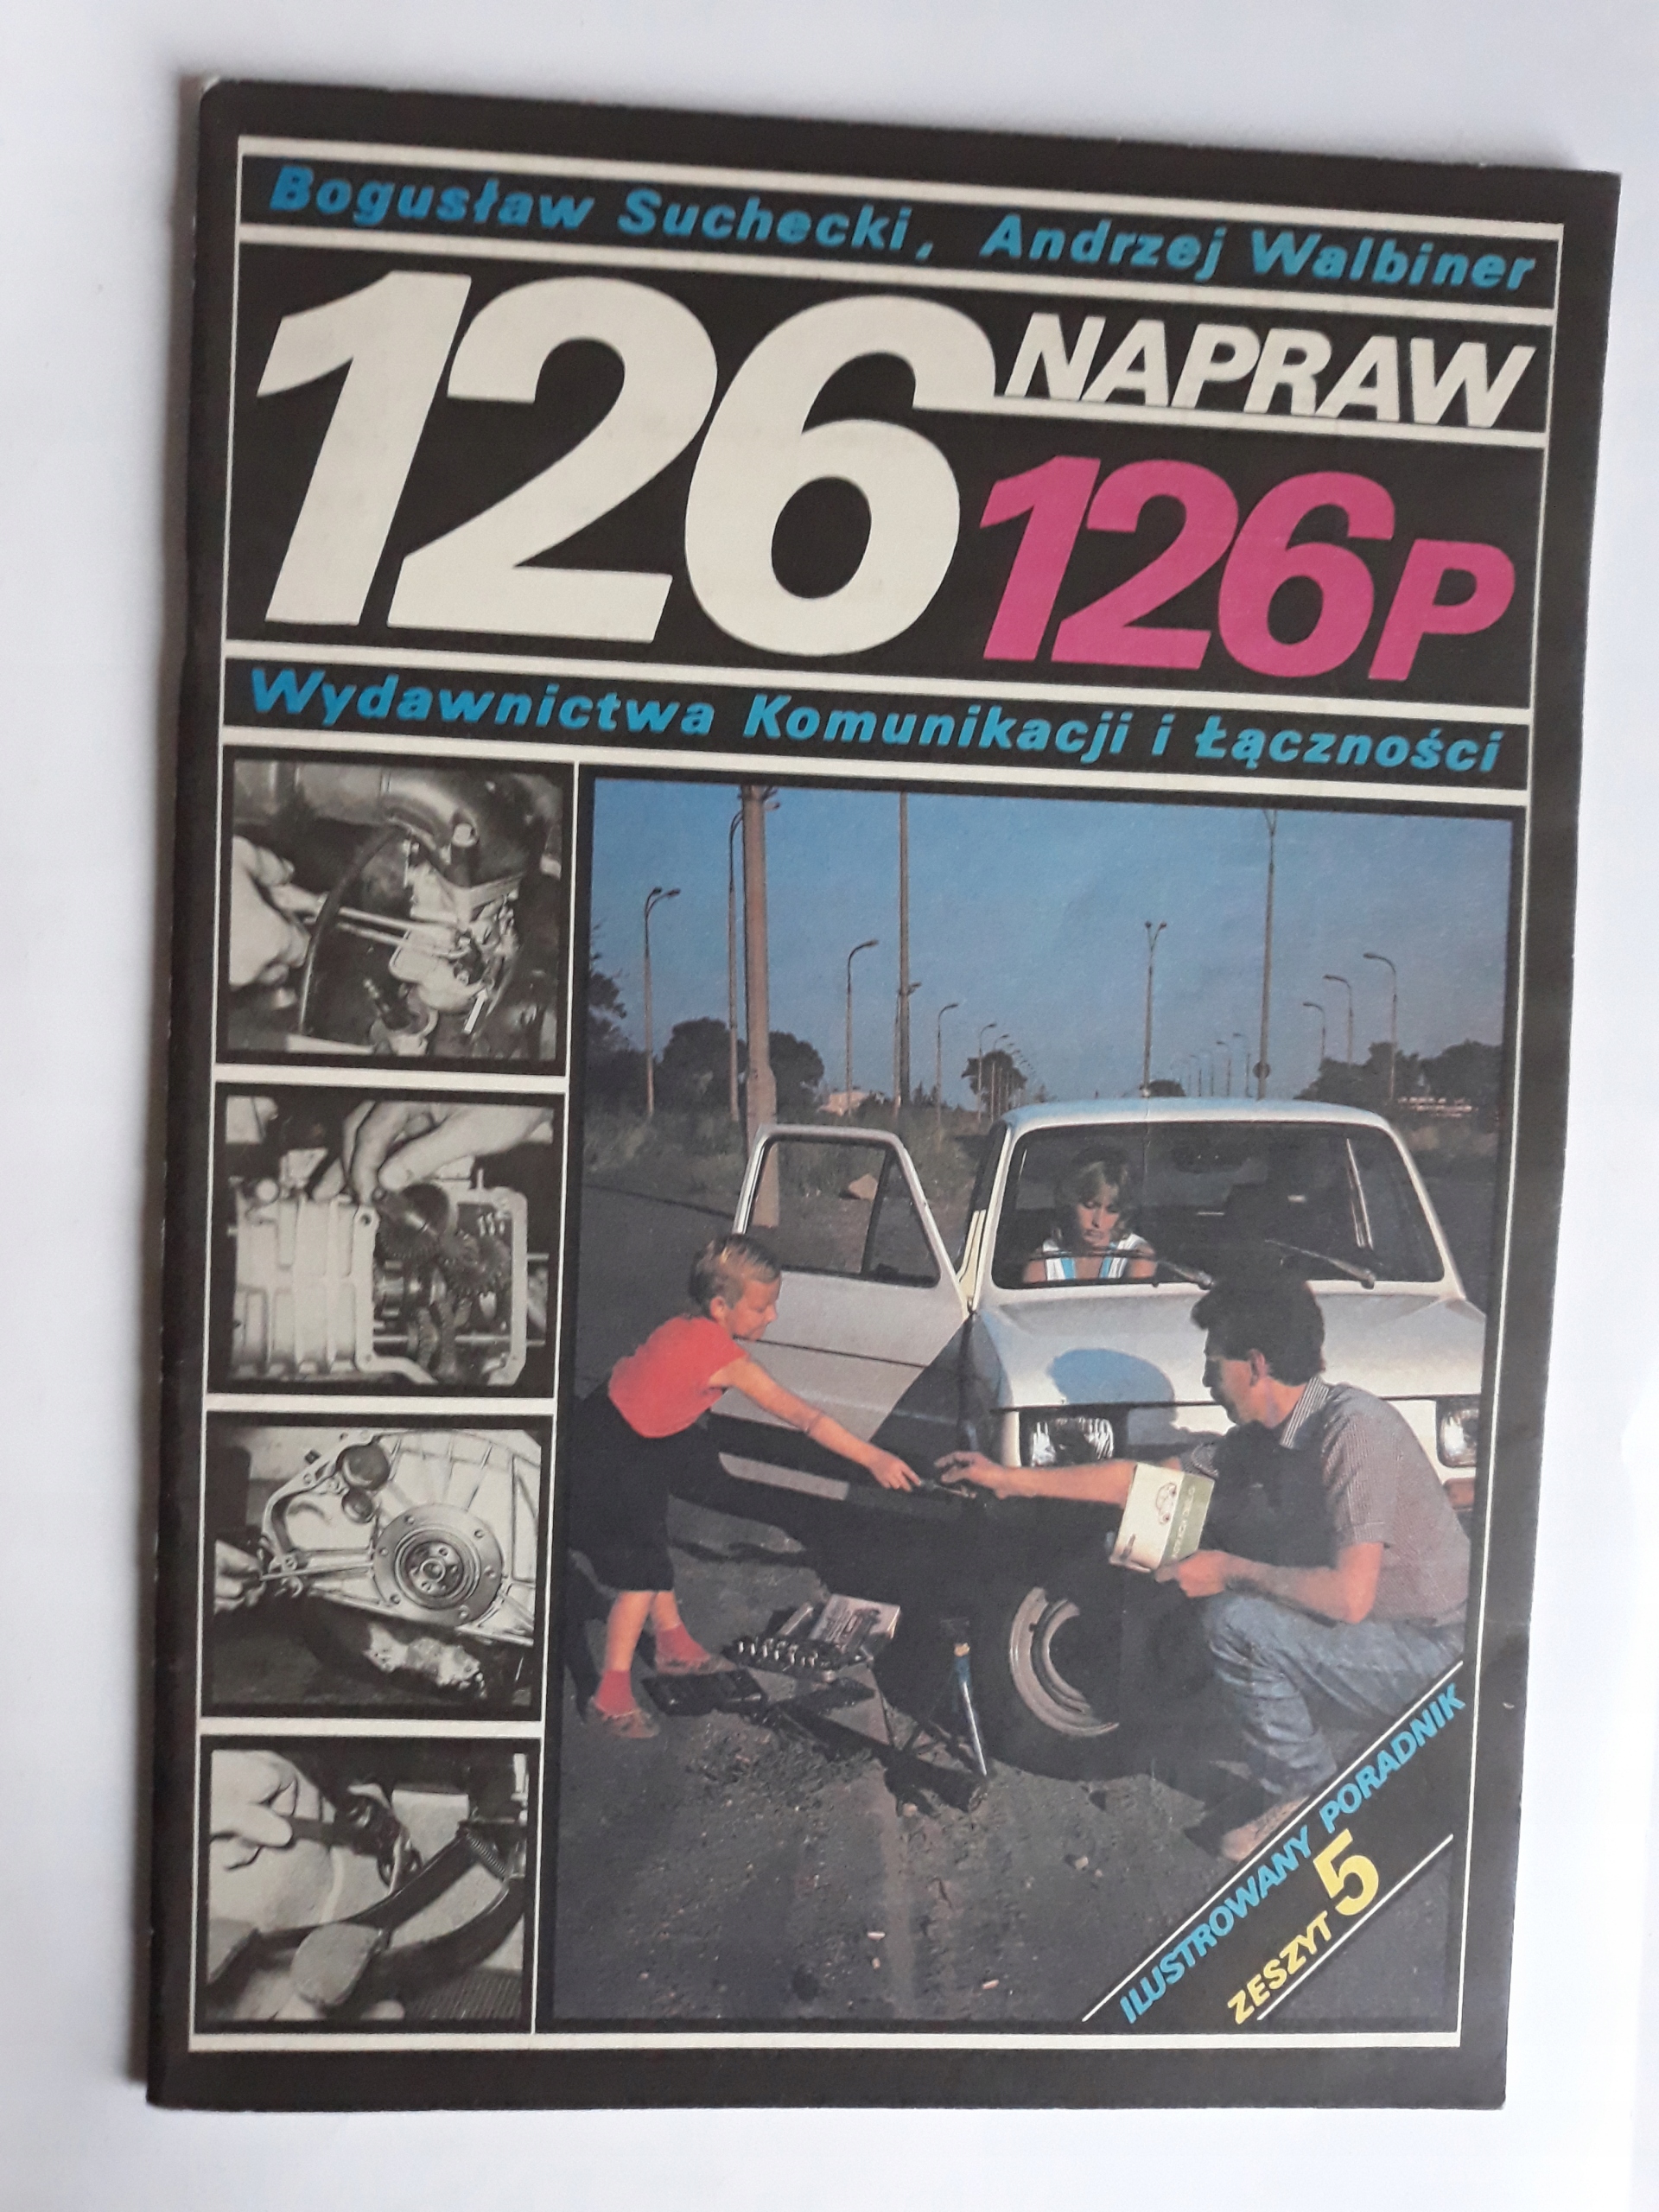 Bogusław Suchecki, Andrzej Walbiner
126 NAPRAW
126P
Wydawnictwa Komunikacji i Łączności
ILUSTROWANY PORADNIK
ZESZYT 5